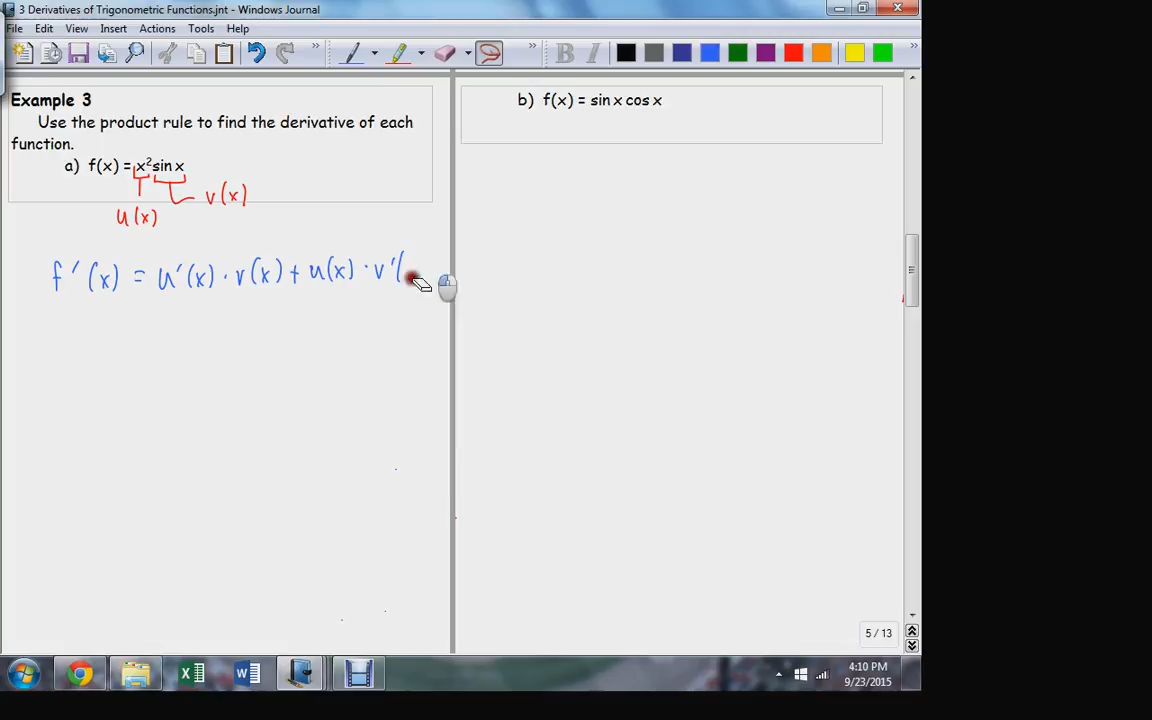 3 Derivatives of Trigonometric Functions.jnt - Windows Journal
File Edit View Insert Actions Tools Help
B I
Example 3
Use the product rule to find the derivative of each
function.
a) f(x) = x²sin x
v(x)
u(x)
f'(x) = u'(x) · v(x) + u(x) · v'(
b) f(x) = sin x cos x
5 / 13
4:10 PM
9/23/2015